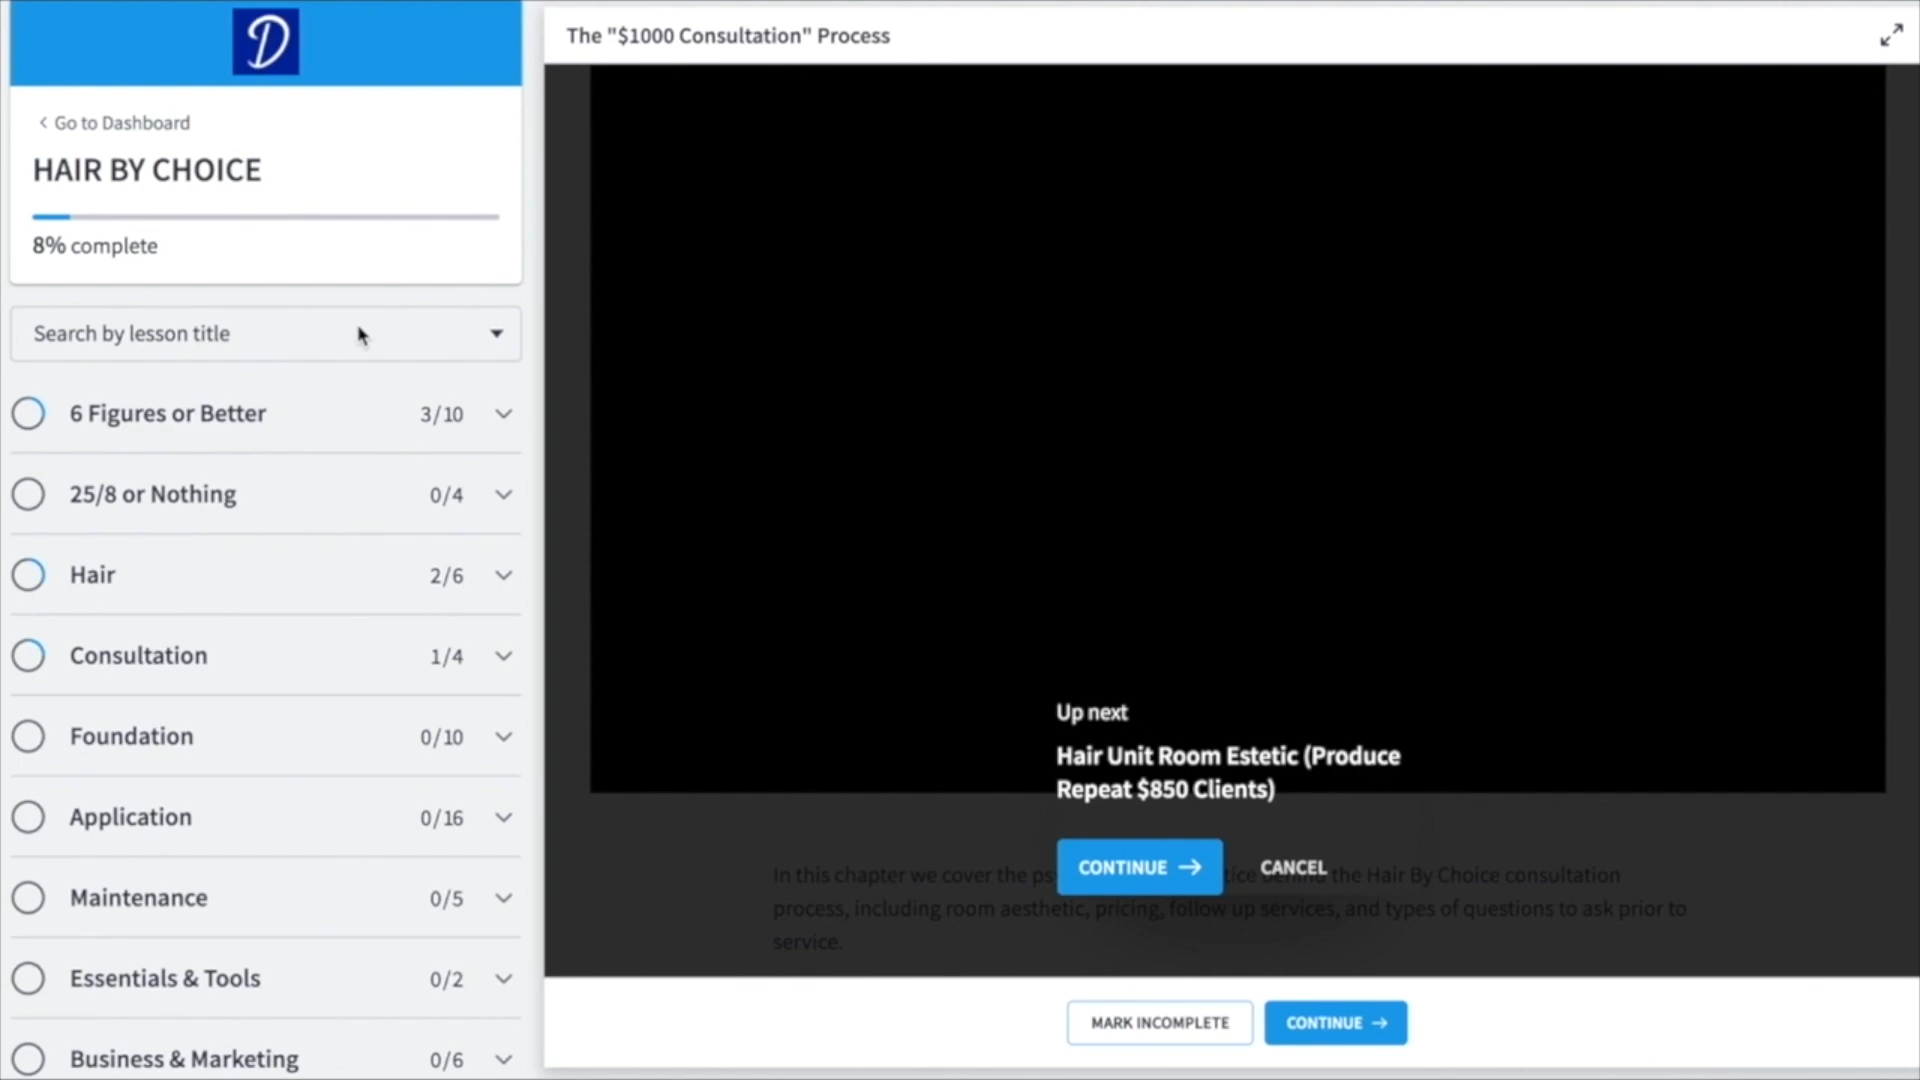 D
< Go to Dashboard
HAIR BY CHOICE
8% complete
Search by lesson title
6 Figures or Better 3/10
25/8 or Nothing 0/4
Hair 2/6
Consultation 1/4
Foundation 0/10
Application 0/16
Maintenance 0/5
Essentials & Tools 0/2
Business & Marketing 0/6
The "$1000 Consultation" Process
Up next
Hair Unit Room Estetic (Produce
Repeat $850 Clients)
CONTINUE → CANCEL
In this chapter we cover the the Hair By Choice consultation
process, including room aesthetic, pricing, follow up services, and types of questions to ask prior to
service.
MARK INCOMPLETE CONTINUE →